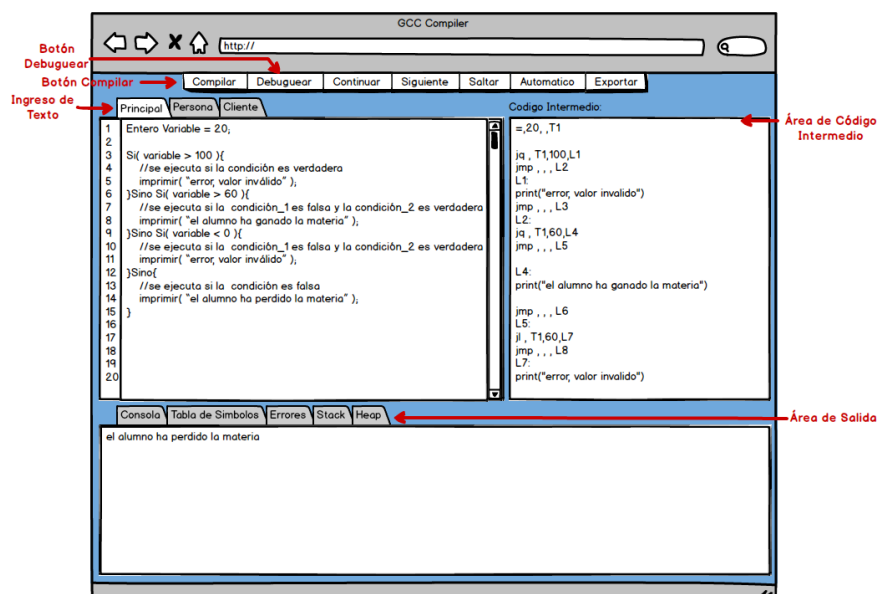 GCC Compiler
http://
Botón
Debuguear
Botón Compilar
Compilar Debuguear Continuar Siguiente Saltar Automatico Exportar
Ingreso de
Texto
Principal Persona Cliente
1 Entero Variable = 20;
2
3 Si( variable > 100 ){
4 //se ejecuta si la condición es verdadera
5 imprimir( "error, valor inválido" );
6 }Sino Si( variable > 60 ){
7 //se ejecuta si la condición_1 es falsa y la condición_2 es verdadera
8 imprimir( "el alumno ha ganado la materia" );
9 }Sino Si( variable < 0 ){
10 //se ejecuta si la condición_1 es falsa y la condición_2 es verdadera
11 imprimir( "error, valor inválido" );
12 }Sino{
13 //se ejecuta si la condición es falsa
14 imprimir( "el alumno ha perdido la materia" );
15 }
16
17
18
19
20
Codigo Intermedio:
=,20, ,T1
jq , T1,100,L1
jmp , , , L2
L1:
print("error, valor invalido")
jmp , , , L3
L2:
jq , T1,60,L4
jmp , , , L5
L4:
print("el alumno ha ganado la materia")
jmp , , , L6
L5:
jl , T1,60,L7
jmp , , , L8
L7:
print("error, valor invalido")
Área de Código
Intermedio
Consola Tabla de Simbolos Errores Stack Heap
Área de Salida
el alumno ha perdido la materia